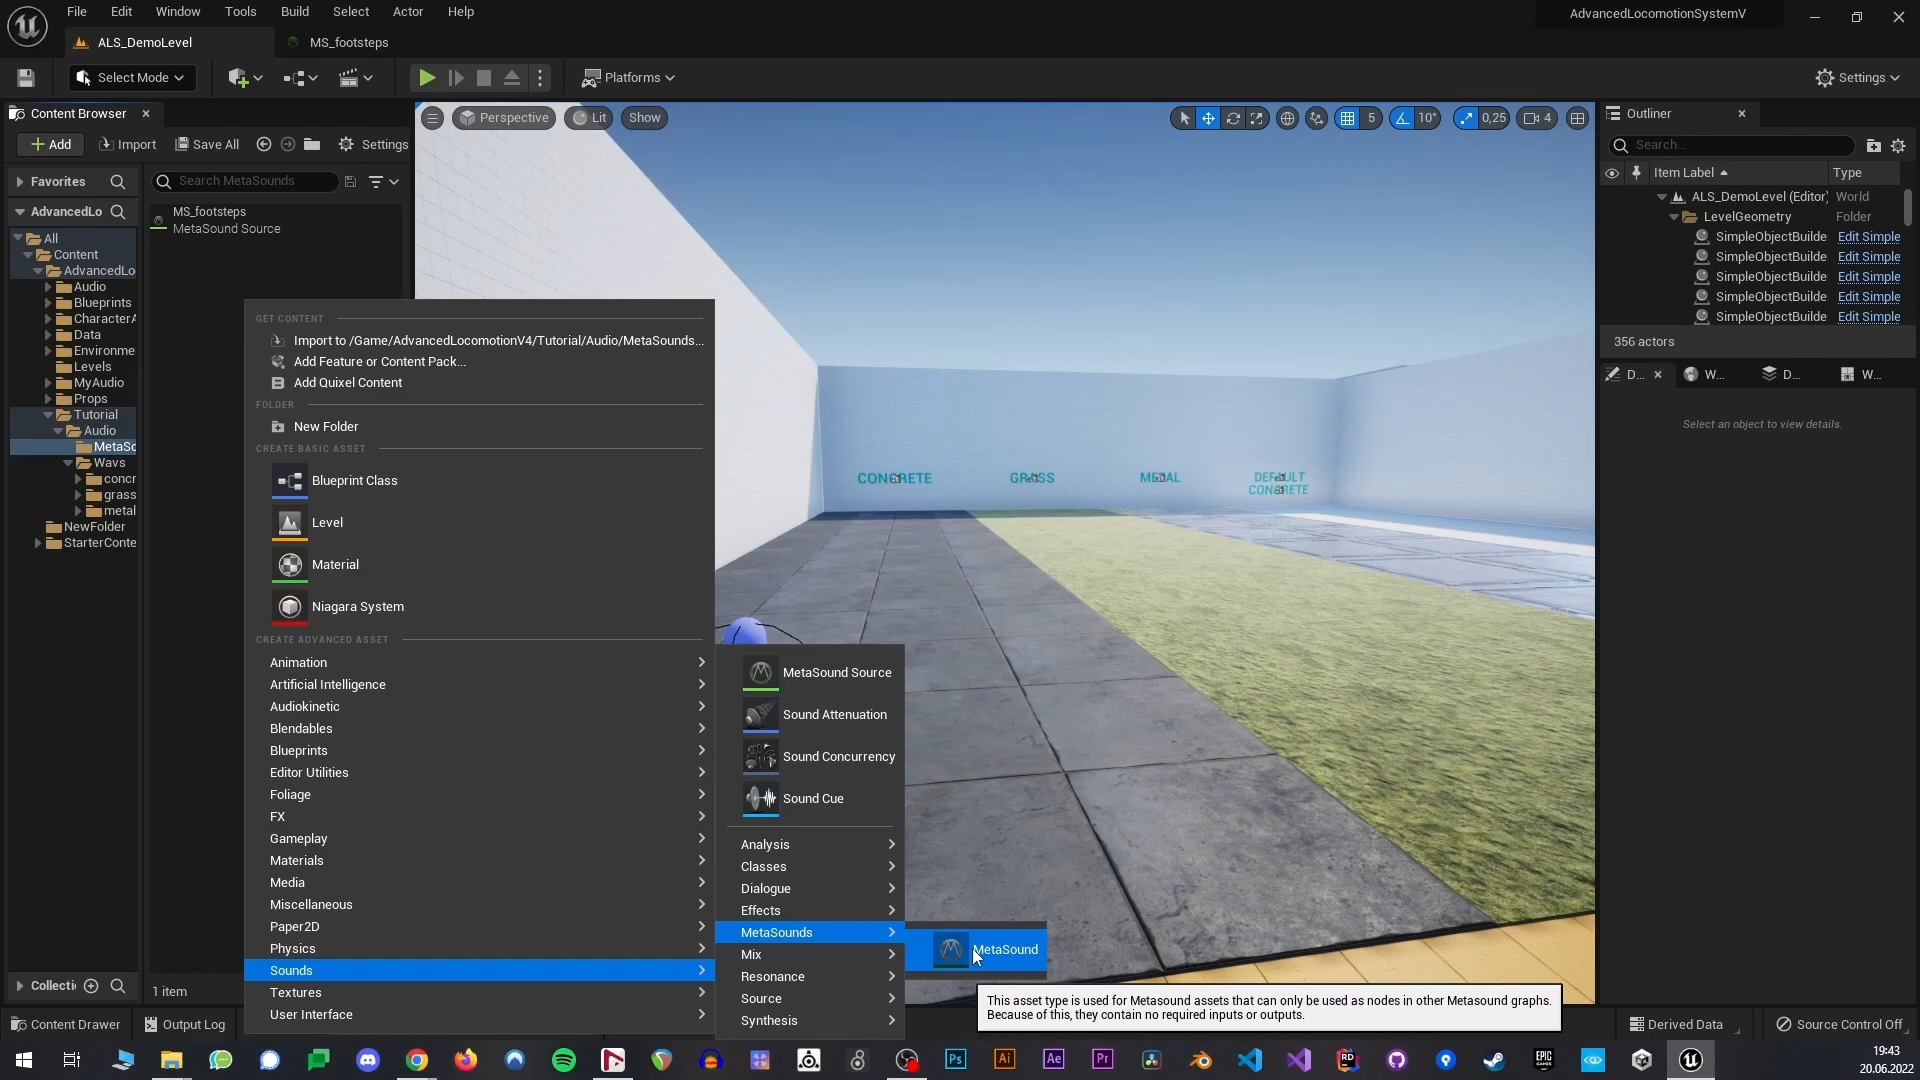 File Edit Window Tools Build Select Actor Help
AdvancedLocomotionSystemV
ALS_DemoLevel
MS_footsteps
Select Mode
Platforms
Settings
Content Browser
Add
Import
Save All
Settings
Favorites
Search MetaSounds
AdvancedLo
MS_footsteps
MetaSound Source
All
Content
AdvancedLo
Audio
Blueprints
CharacterA
Data
Environme
Levels
MyAudio
Props
Tutorial
Audio
MetaSo
Wavs
concr
grass
metal
NewFolder
StarterConte
Collecti
1 item
GET CONTENT
Import to /Game/AdvancedLocomotionV4/Tutorial/Audio/MetaSounds...
Add Feature or Content Pack...
Add Quixel Content
FOLDER
New Folder
CREATE BASIC ASSET
Blueprint Class
Level
Material
Niagara System
CREATE ADVANCED ASSET
Animation
Artificial Intelligence
Audiokinetic
Blendables
Blueprints
Editor Utilities
Foliage
FX
Gameplay
Materials
Media
Miscellaneous
Paper2D
Physics
Sounds
Textures
User Interface
MetaSound Source
Sound Attenuation
Sound Concurrency
Sound Cue
Analysis
Classes
Dialogue
Effects
MetaSounds
Mix
Resonance
Source
Synthesis
MetaSound
This asset type is used for Metasound assets that can only be used as nodes in other Metasound graphs.
Because of this, they contain no required inputs or outputs.
Perspective
Lit
Show
5
10°
0,25
4
CONCRETE
GRASS
METAL
DEFAULT
CONCRETE
Outliner
Search...
Item Label
Type
ALS_DemoLevel (Editor)
World
LevelGeometry
Folder
SimpleObjectBuilde
Edit Simple
SimpleObjectBuilde
Edit Simple
SimpleObjectBuilde
Edit Simple
SimpleObjectBuilde
Edit Simple
SimpleObjectBuilde
Edit Simple
356 actors
D...
W...
D...
W...
Select an object to view details.
Content Drawer
Output Log
Derived Data
Source Control Off
Ps
Ai
Ae
Pr
RD
EPIC
GAMES
19:43
20.06.2022